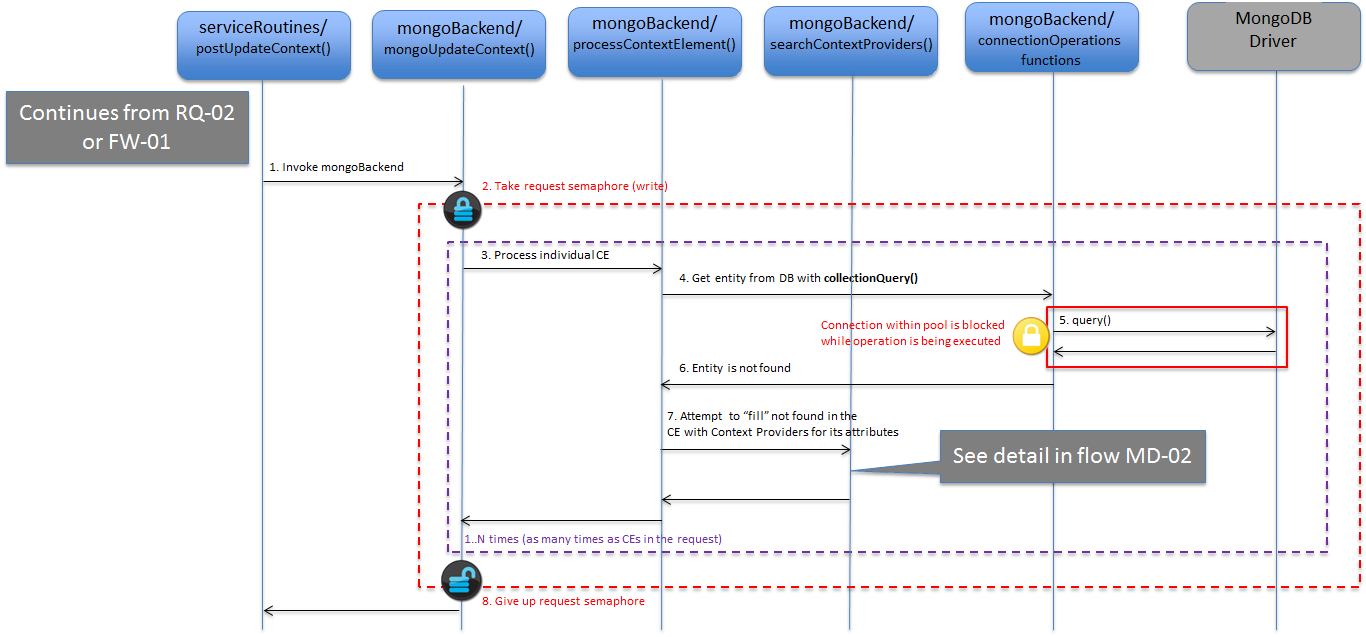 serviceRoutines/
postUpdateContext()
mongoBackend/
mongoUpdateContext()
mongoBackend/
processContextElement()
mongoBackend/
searchContextProviders()
mongoBackend/
connectionOperations
functions
MongoDB
Driver
Continues from RQ-02
or FW-01
1. Invoke mongoBackend
2. Take request semaphore (write)
3. Process individual CE
4. Get entity from DB with collectionQuery()
Connection within pool is blocked
while operation is being executed
5. query()
6. Entity is not found
7. Attempt to “fill” not found in the
CE with Context Providers for its attributes
See detail in flow MD-02
1..N times (as many times as CEs in the request)
8. Give up request semaphore